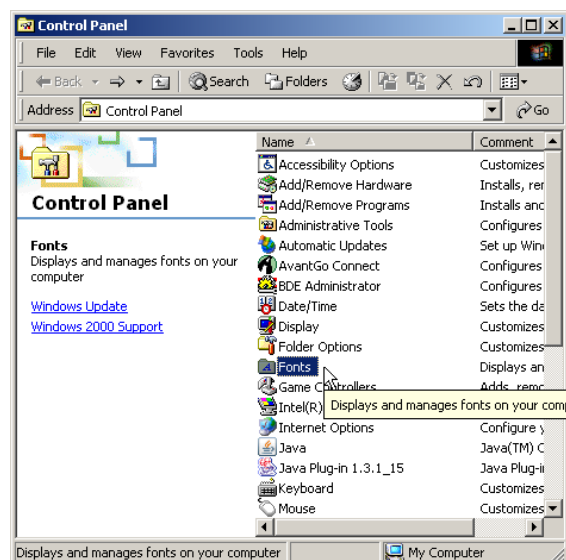 Control Panel
File Edit View Favorites Tools Help
Back Search Folders
Address Control Panel Go
Name Comment
Control Panel
Fonts
Displays and manages fonts on your
computer
Windows Update
Windows 2000 Support
Accessibility Options Customizes
Add/Remove Hardware Installs, rem
Add/Remove Programs Installs and
Administrative Tools Configures
Automatic Updates Set up Wind
AvantGo Connect Configures
BDE Administrator Configures
Date/Time Sets the da
Display Customizes
Folder Options Customizes
Fonts Displays an
Game Controllers Adds, remo
Intel(R) Displays and manages fonts on your comp
Internet Options Configure y
Java Java(TM) C
Java Plug-in 1.3.1_15 Java Plug-i
Keyboard Customizes
Mouse Customizes
Displays and manages fonts on your computer My Computer